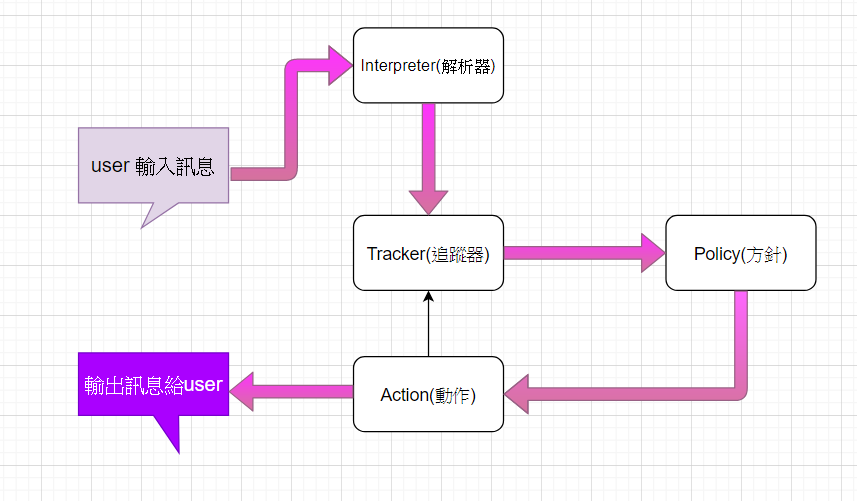 Interpreter(解析器)
user 輸入訊息
Tracker(追蹤器)
Policy(方針)
輸出訊息給user
Action(動作)